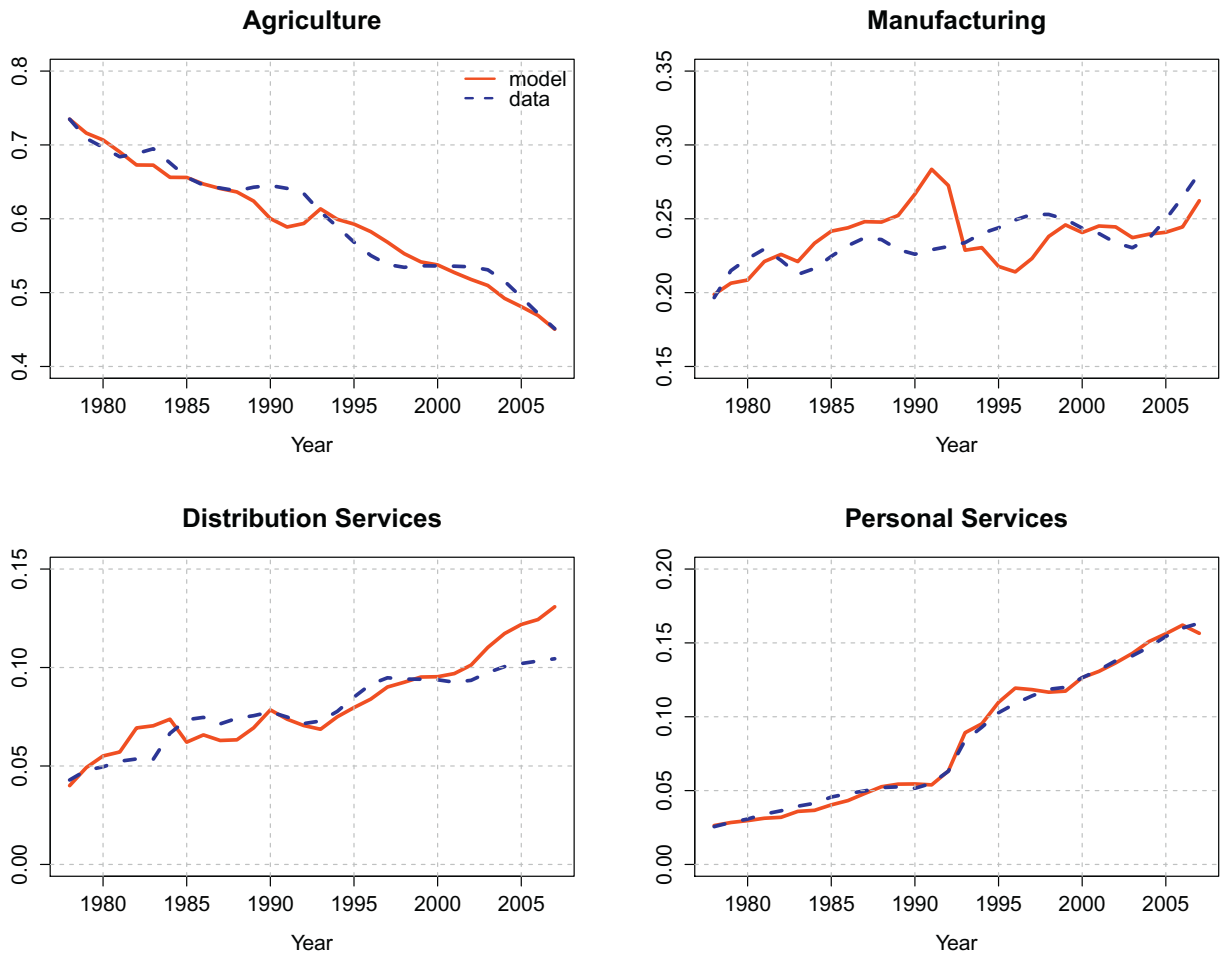 Agriculture
0.8
0.7
0.6
0.5
0.4
model
data
1980 1985 1990 1995 2000 2005
Year
Manufacturing
0.35
0.30
0.25
0.20
0.15
1980 1985 1990 1995 2000 2005
Year
Distribution Services
0.15
0.10
0.05
0.00
1980 1985 1990 1995 2000 2005
Year
Personal Services
0.20
0.15
0.10
0.05
0.00
1980 1985 1990 1995 2000 2005
Year